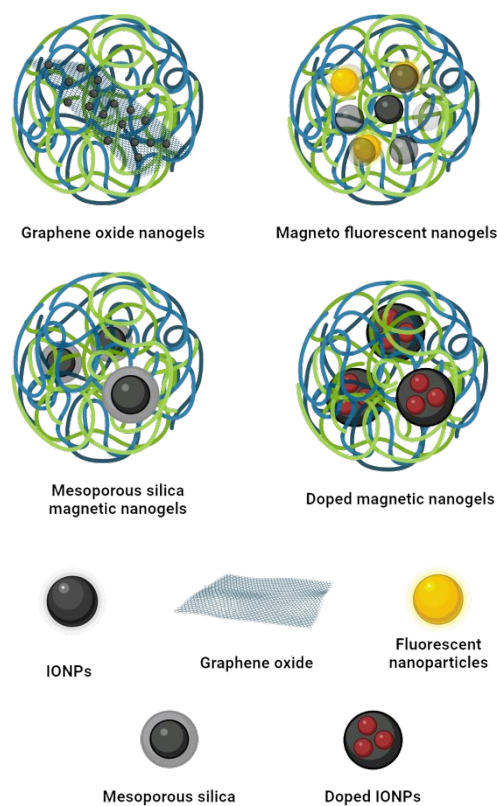 Graphene oxide nanogels
Magneto fluorescent nanogels
Mesoporous silica
magnetic nanogels
Doped magnetic nanogels
IONPs
Graphene oxide
Fluorescent
nanoparticles
Mesoporous silica
Doped IONPs